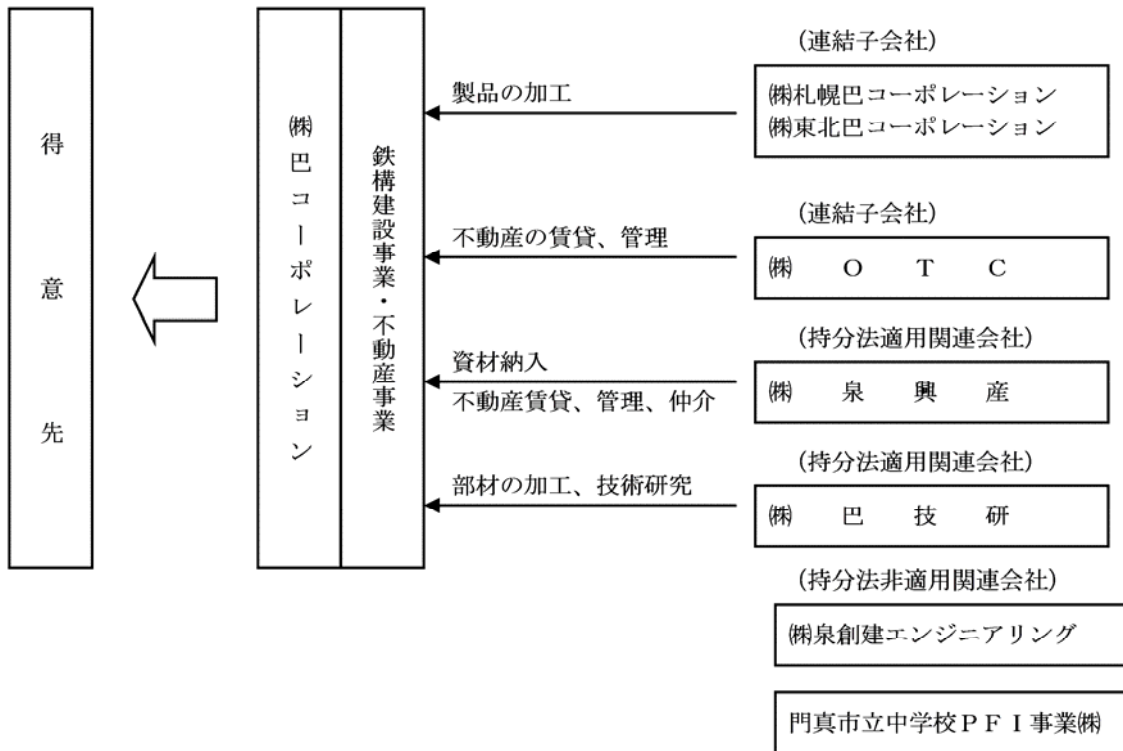 得意先
㈱巴コーポレーション
鉄構建設事業・不動産事業
(連結子会社)
製品の加工
㈱札幌巴コーポレーション
㈱東北巴コーポレーション
(連結子会社)
不動産の賃貸、管理
㈱　Ｏ　Ｔ　Ｃ
(持分法適用関連会社)
資材納入
不動産賃貸、管理、仲介
㈱　泉　興　産
(持分法適用関連会社)
部材の加工、技術研究
㈱　巴　技　研
(持分法非適用関連会社)
㈱泉創建エンジニアリング
門真市立中学校ＰＦＩ事業㈱